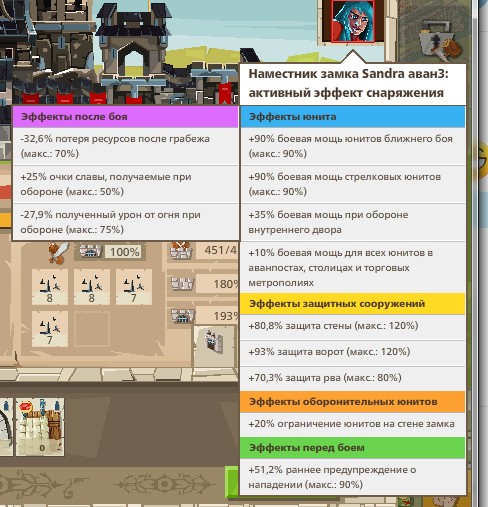 Наместник замка Sandra аван3:
активный эффект снаряжения
Эффекты после боя
-32,6% потеря ресурсов после грабежа
(макс.: 70%)
+25% очки славы, получаемые при
обороне (макс.: 50%)
-27,9% полученный урон от огня при
обороне (макс.: 75%)
Эффекты юнита
+90% боевая мощь юнитов ближнего боя
(макс.: 90%)
+90% боевая мощь стрелковых юнитов
(макс.: 90%)
+35% боевая мощь при обороне
внутреннего двора
+10% боевая мощь для всех юнитов в
аванпостах, столицах и торговых
метрополиях
Эффекты защитных сооружений
+80,8% защита стены (макс.: 120%)
+93% защита ворот (макс.: 120%)
+70,3% защита рва (макс.: 80%)
Эффекты оборонительных юнитов
+20% ограничение юнитов на стене замка
Эффекты перед боем
+51,2% раннее предупреждение о
нападении (макс.: 90%)
100%
451/4
8
8
7
180%
7
193%
0